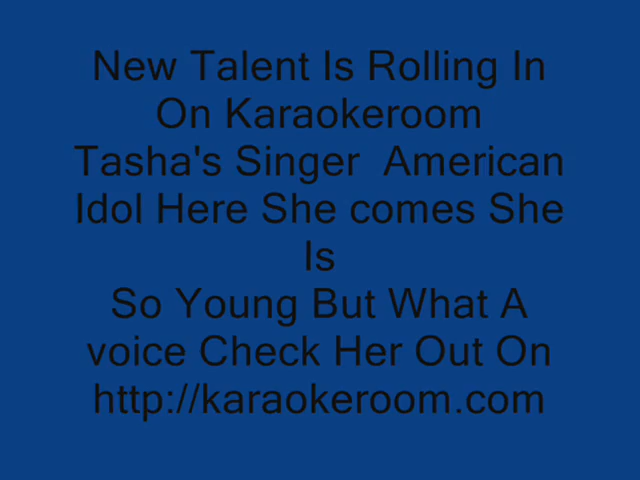 New Talent Is Rolling In
On Karaokeroom
Tasha's Singer  American
Idol Here She comes She
Is
So Young But What A
voice Check Her Out On
http://karaokeroom.com